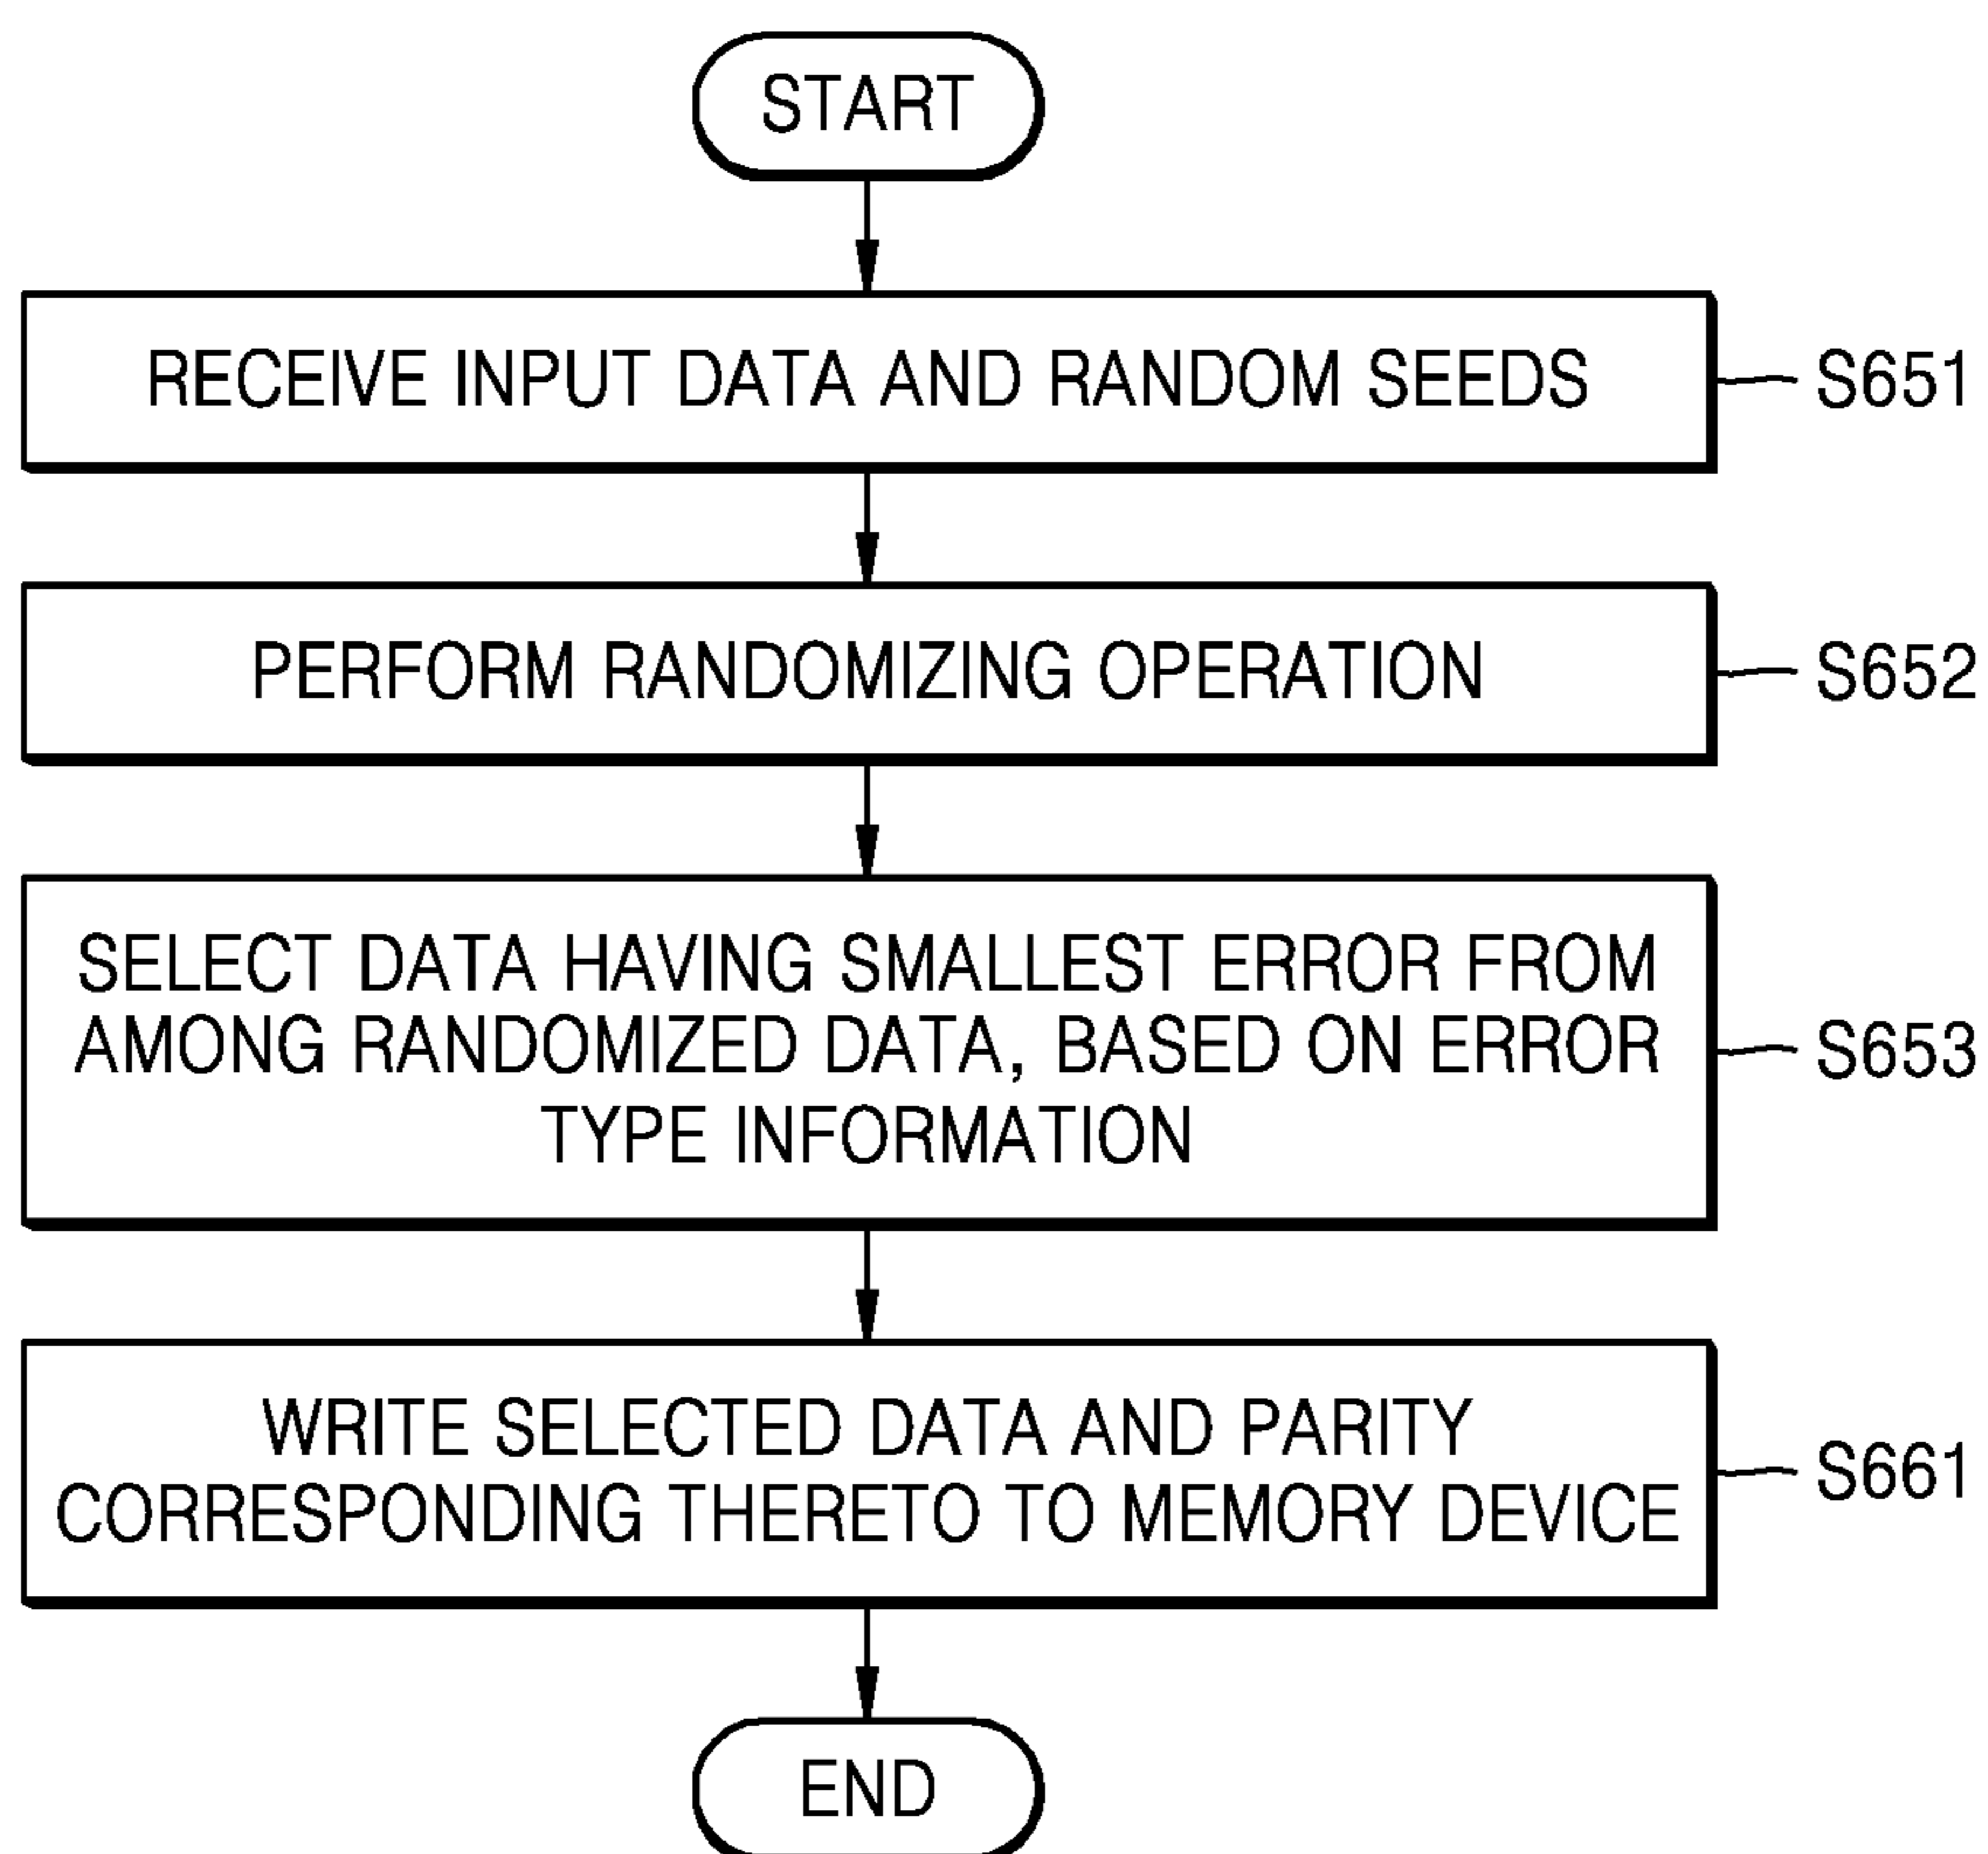 START
RECEIVE INPUT DATA AND RANDOM SEEDS
S651
PERFORM RANDOMIZING OPERATION
S652
SELECT DATA HAVING SMALLEST ERROR FROM
AMONG RANDOMIZED DATA, BASED ON ERROR
TYPE INFORMATION
S653
WRITE SELECTED DATA AND PARITY
CORRESPONDING THERETO TO MEMORY DEVICE
S661
END